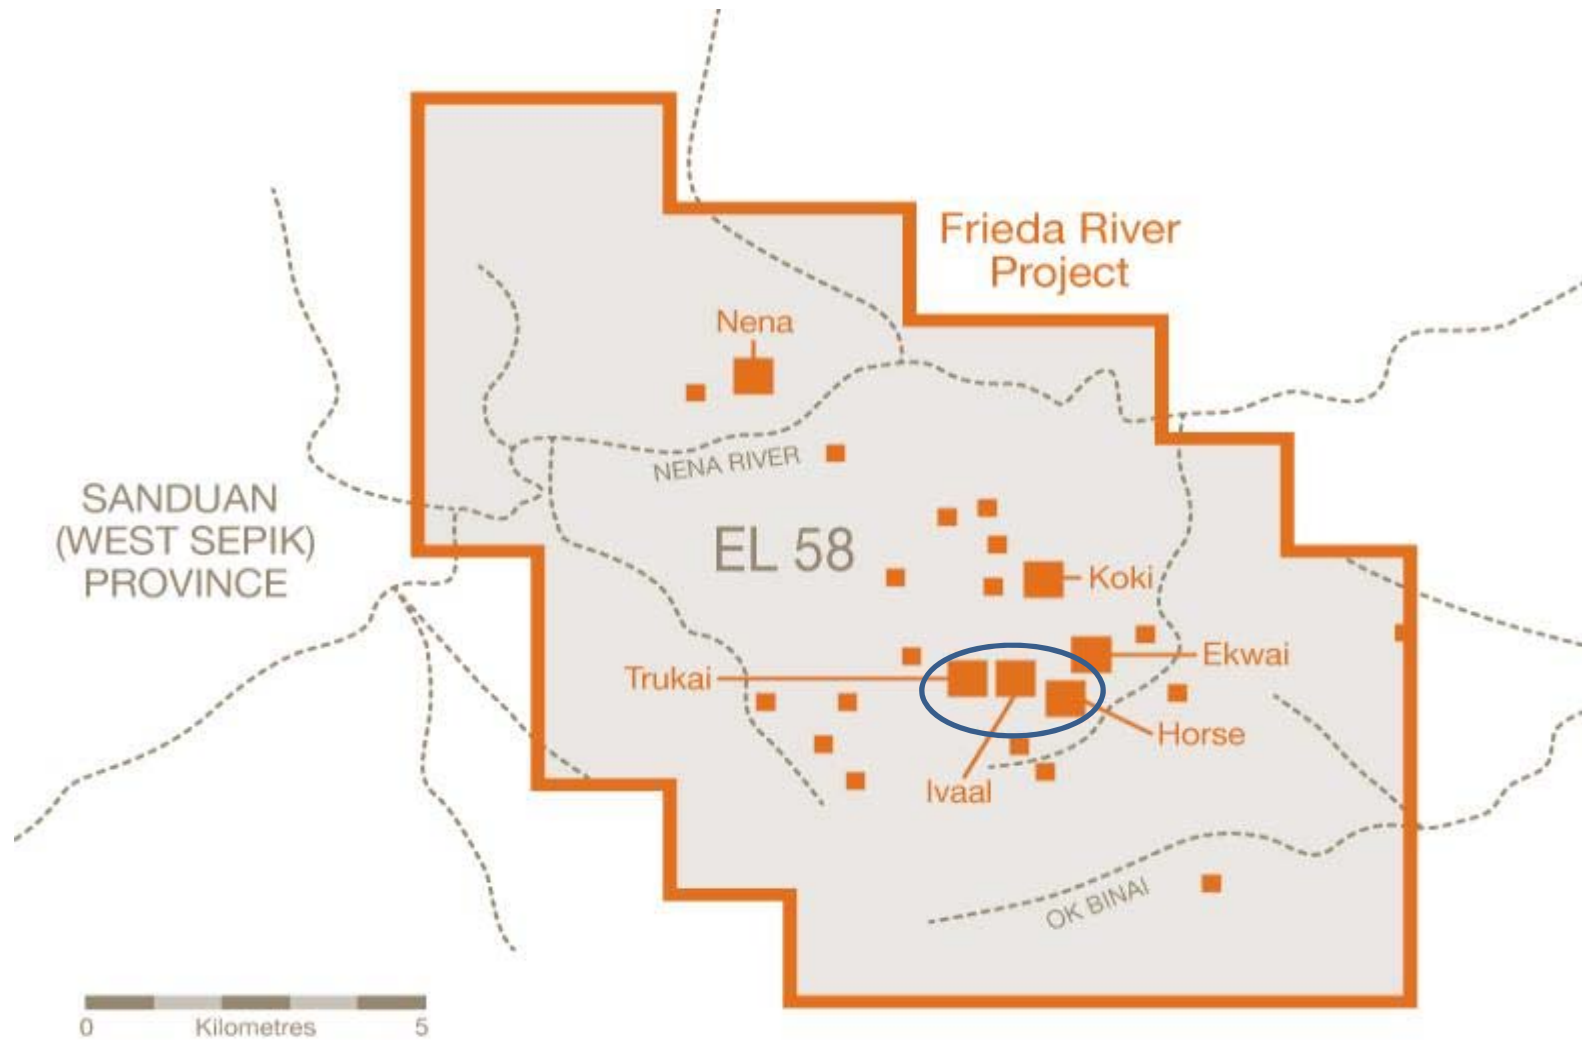 Frieda River
Project
Nena
NENA RIVER
SANDUAN
(WEST SEPIK)
PROVINCE
EL 58
Koki
Ekwai
Trukai
Horse
Ivaal
OK BINAI
0 Kilometres 5